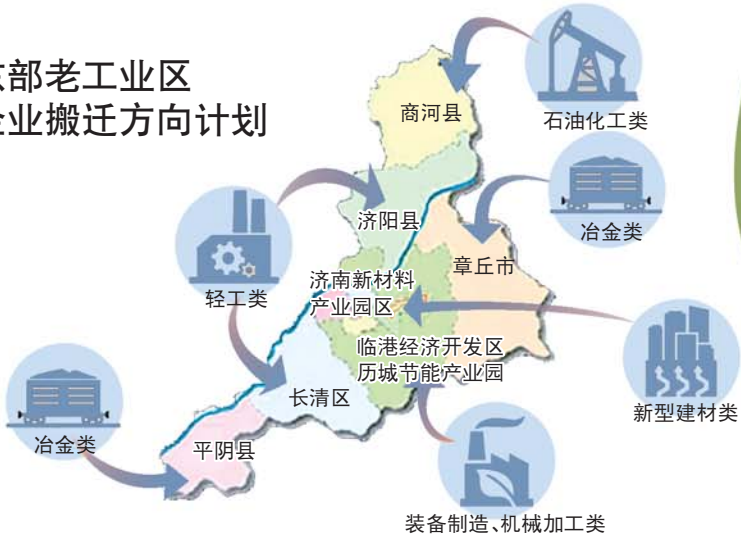 部老工业区
业搬迁方向计划
商河县
石油化工类
济阳县
冶金类
章丘市
轻工类
济南新材料
产业园区
临港经济开发区
历城节能产业园
长清区
新型建材类
冶金类
平阴县
装备制造、机械加工类